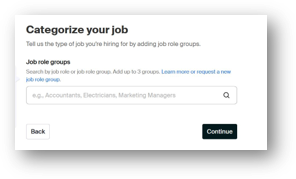 Categorize your job
Tell us the type of job you're hiring for by adding job role groups.
Job role groups
Search by job role or job role group. Add up to 3 groups. Learn more or request a new
job role group.
e.g., Accountants, Electricians, Marketing Managers
Back
Continue